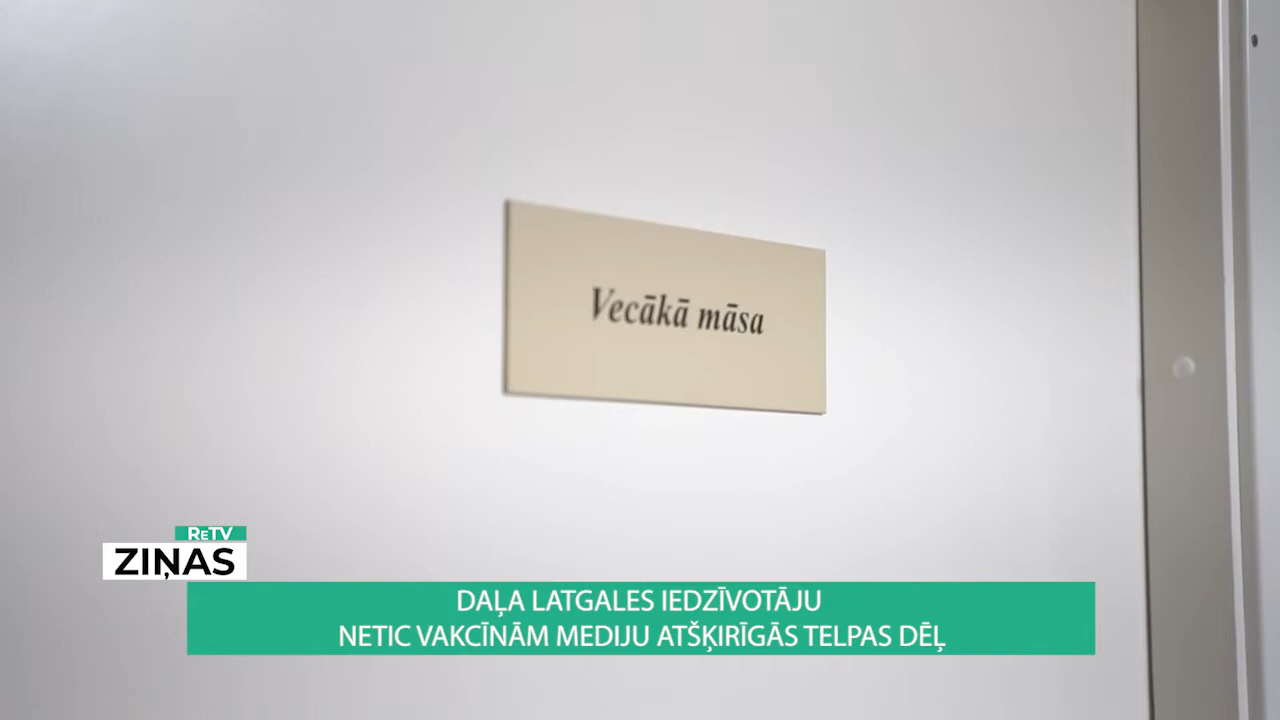 Vecākā māsa
ReTV
ZIŅAS
DAĻA LATGALES IEDZĪVOTĀJU
NETIC VAKCĪNĀM MEDIJU ATŠĶIRĪGĀS TELPAS DĒĻ